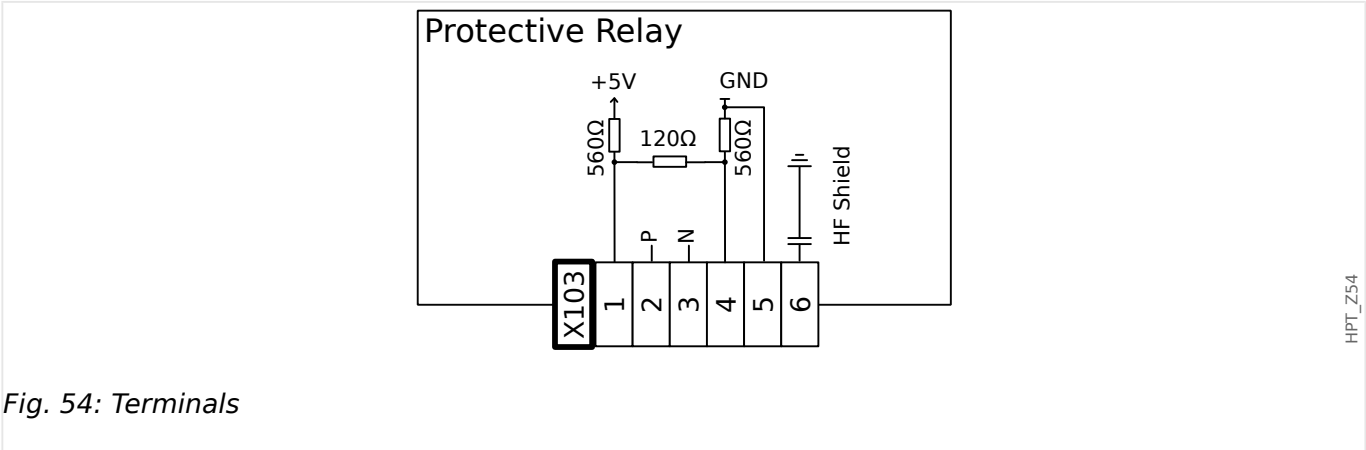 Protective Relay
+5V
GND
560Ω
120Ω
560Ω
HF Shield
P
N
X103
1
2
3
4
5
6
HPT_Z54
Fig. 54: Terminals